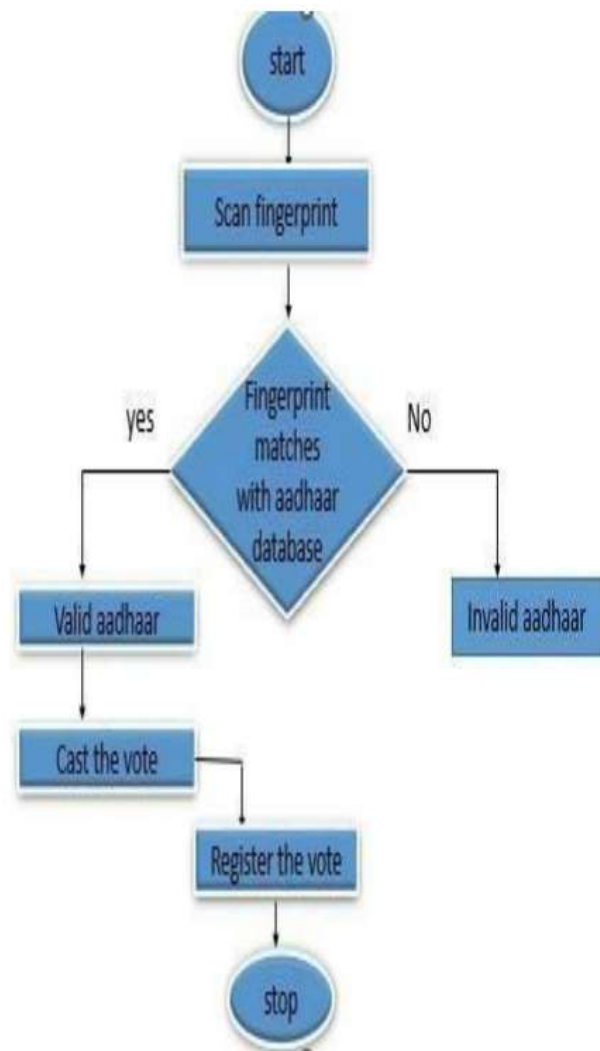 start
Scan fingerprint
yes
Fingerprint
matches
with aadhaar
database
No
Valid aadhaar
Invalid aadhaar
Cast the vote
Register the vote
stop